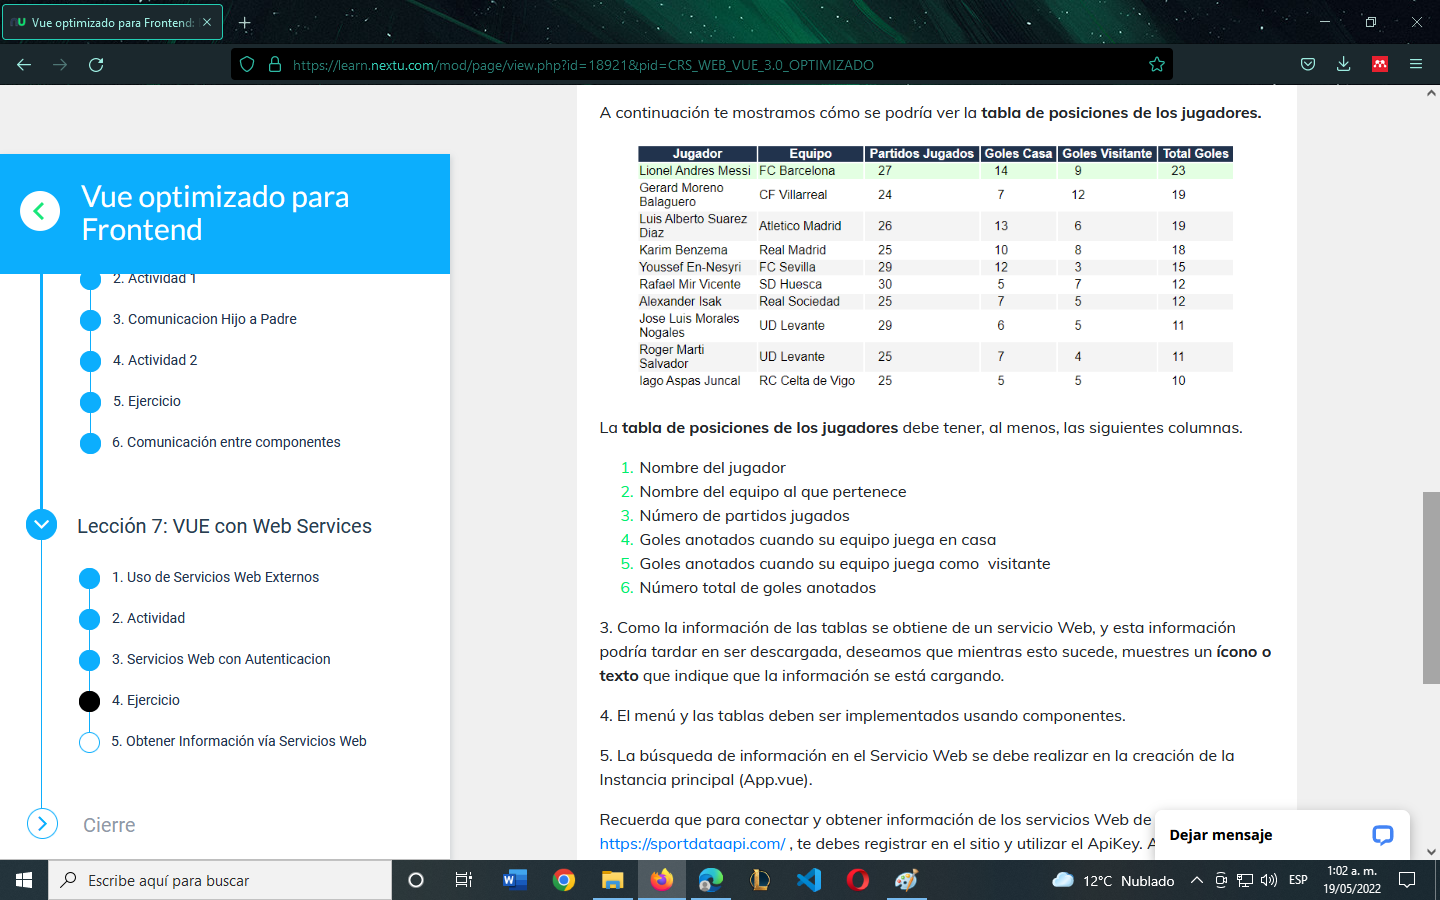 Vue optimizado para Frontend:
https://learn.nextu.com/mod/page/view.php?id=18921&pid=CRS_WEB_VUE_3.0_OPTIMIZADO
Vue optimizado para
Frontend
2. Actividad 1
3. Comunicacion Hijo a Padre
4. Actividad 2
5. Ejercicio
6. Comunicación entre componentes
Lección 7: VUE con Web Services
1. Uso de Servicios Web Externos
2. Actividad
3. Servicios Web con Autenticacion
4. Ejercicio
5. Obtener Información vía Servicios Web
Cierre
A continuación te mostramos cómo se podría ver la tabla de posiciones de los jugadores.
Jugador Equipo Partidos Jugados Goles Casa Goles Visitante Total Goles
Lionel Andres Messi FC Barcelona 27 14 9 23
Gerard Moreno
Balaguero CF Villarreal 24 7 12 19
Luis Alberto Suarez
Diaz Atletico Madrid 26 13 6 19
Karim Benzema Real Madrid 25 10 8 18
Youssef En-Nesyri FC Sevilla 29 12 3 15
Rafael Mir Vicente SD Huesca 30 5 7 12
Alexander Isak Real Sociedad 25 7 5 12
Jose Luis Morales
Nogales UD Levante 29 6 5 11
Roger Marti
Salvador UD Levante 25 7 4 11
Iago Aspas Juncal RC Celta de Vigo 25 5 5 10
La tabla de posiciones de los jugadores debe tener, al menos, las siguientes columnas.
1. Nombre del jugador
2. Nombre del equipo al que pertenece
3. Número de partidos jugados
4. Goles anotados cuando su equipo juega en casa
5. Goles anotados cuando su equipo juega como visitante
6. Número total de goles anotados
3. Como la información de las tablas se obtiene de un servicio Web, y esta información
podría tardar en ser descargada, deseamos que mientras esto sucede, muestres un ícono o
texto que indique que la información se está cargando.
4. El menú y las tablas deben ser implementados usando componentes.
5. La búsqueda de información en el Servicio Web se debe realizar en la creación de la
Instancia principal (App.vue).
Recuerda que para conectar y obtener información de los servicios Web de
https://sportdataapi.com/ , te debes registrar en el sitio y utilizar el ApiKey. A
Dejar mensaje
Escribe aquí para buscar
12°C Nublado
ESP
1:02 a. m.
19/05/2022